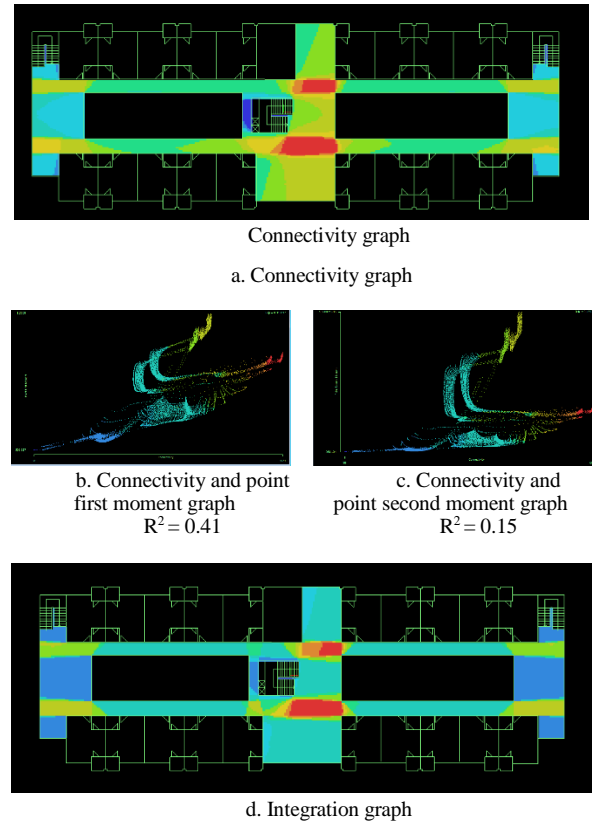 Connectivity graph
a. Connectivity graph
b. Connectivity and point
first moment graph
R² = 0.41
c. Connectivity and
point second moment graph
R² = 0.15
d. Integration graph